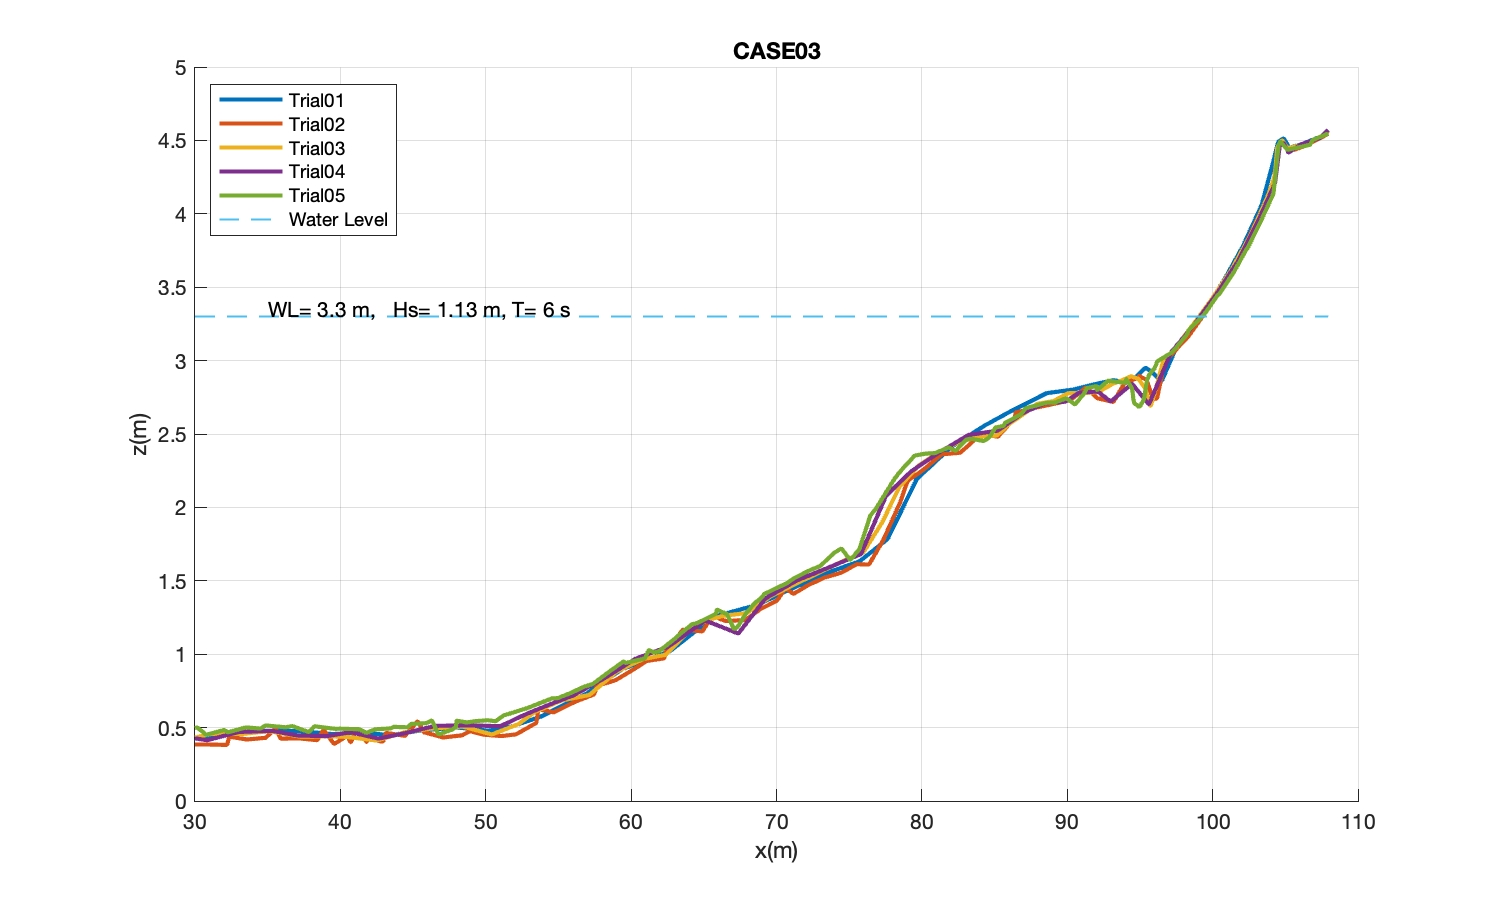 CASE03
5
4.5
4
3.5
3
2.5
2
1.5
1
0.5
0
z(m)
Trial01
Trial02
Trial03
Trial04
Trial05
Water Level
WL= 3.3 m,   Hs= 1.13 m, T= 6 s
30 40 50 60 70 80 90 100 110
x(m)